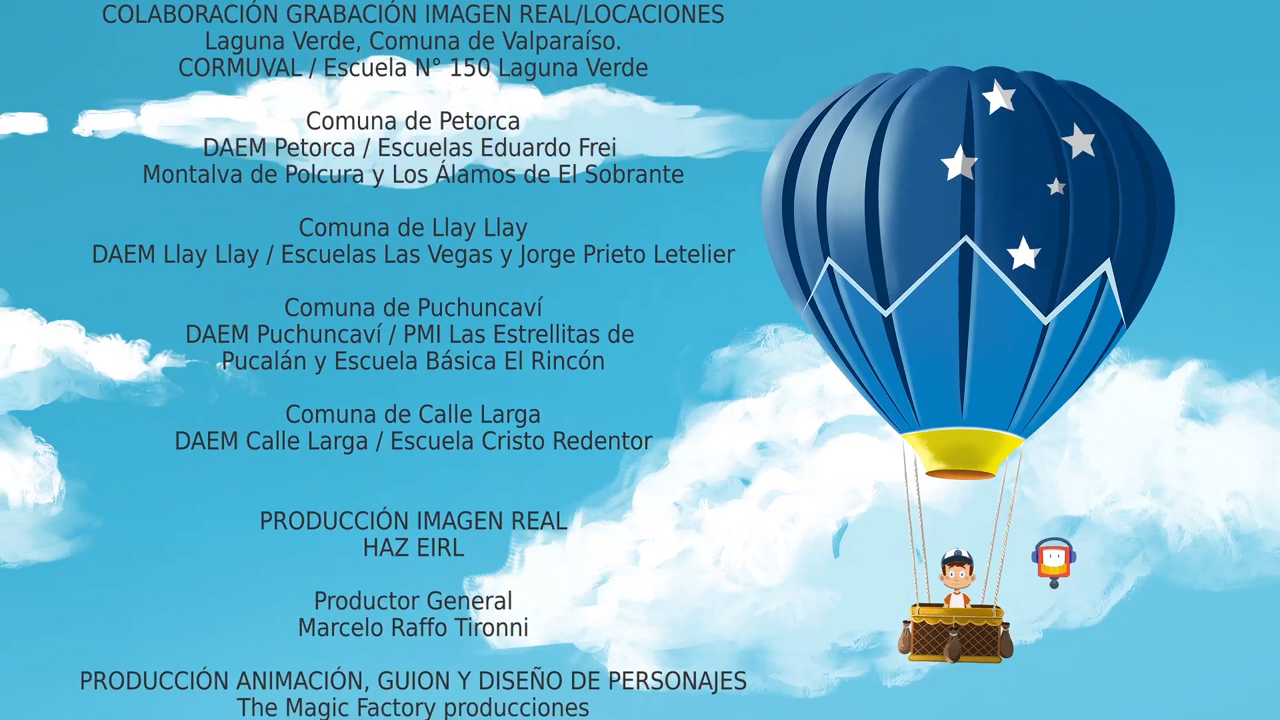 COLABORACIÓN GRABACIÓN IMAGEN REAL/LOCACIONES
Laguna Verde, Comuna de Valparaíso.
CORMUVAL / Escuela N° 150 Laguna Verde
Comuna de Petorca
DAEM Petorca / Escuelas Eduardo Frei
Montalva de Polcura y Los Álamos de El Sobrante
Comuna de Llay Llay
DAEM Llay Llay / Escuelas Las Vegas y Jorge Prieto Letelier
Comuna de Puchuncaví
DAEM Puchuncaví / PMI Las Estrellitas de
Pucalán y Escuela Básica El Rincón
Comuna de Calle Larga
DAEM Calle Larga / Escuela Cristo Redentor
PRODUCCIÓN IMAGEN REAL
HAZ EIRL
Productor General
Marcelo Raffo Tironni
PRODUCCIÓN ANIMACIÓN, GUION Y DISEÑO DE PERSONAJES
The Magic Factory producciones